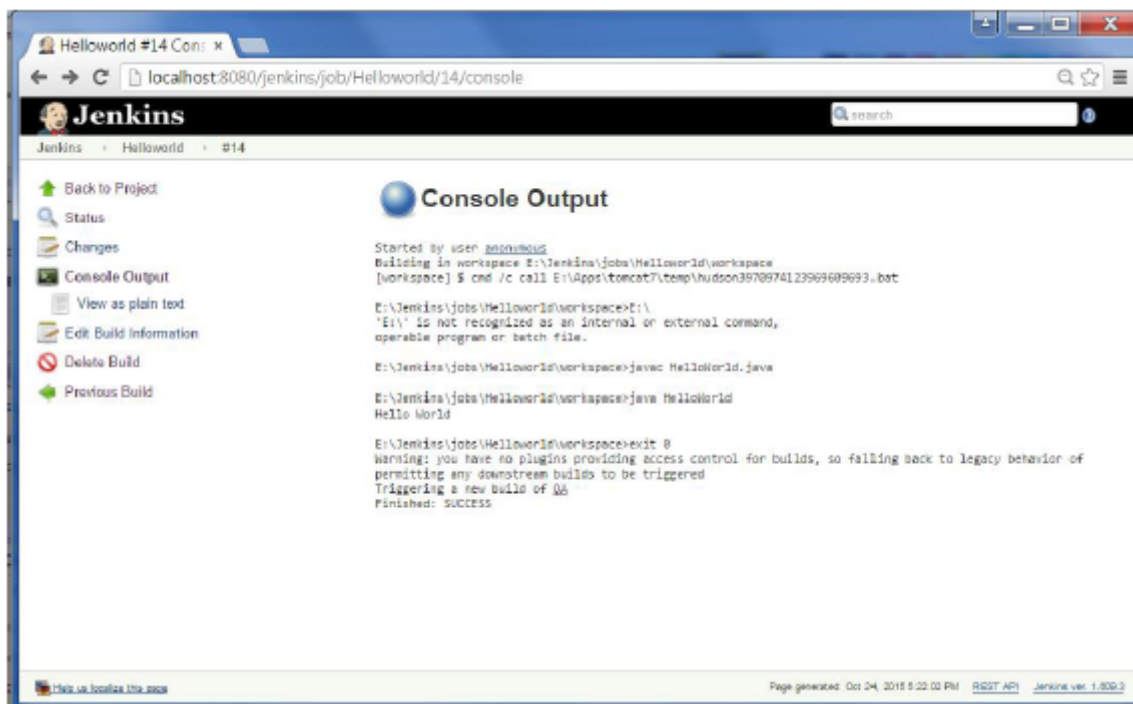 Helloworld #14 Cons
localhost:8080/jenkins/job/Helloworld/14/console
Jenkins
search
Jenkins
Helloworld
#14
Back to Project
Status
Changes
Console Output
View as plain text
Edit Build Information
Delete Build
Previous Build
Console Output
Started by user anonymous
Building in workspace E:\Jenkins\jobs\Helloworld\workspace
[workspace] $ cmd /c call E:\Apps\tomcat7\temp\hudson3970974123969609693.bat
E:\Jenkins\jobs\Helloworld\workspace>E:\
'E:\' is not recognized as an internal or external command,
operable program or batch file.
E:\Jenkins\jobs\Helloworld\workspace>javac HelloWorld.java
E:\Jenkins\jobs\Helloworld\workspace>java HelloWorld
Hello World
E:\Jenkins\jobs\Helloworld\workspace>exit 0
Warning: you have no plugins providing access control for builds, so falling back to legacy behavior of
permitting any downstream builds to be triggered
Triggering a new build of QA
Finished: SUCCESS
Help us localize this page
Page generated: Oct 24, 2015 5:22:02 PM REST API Jenkins ver. 1.609.3